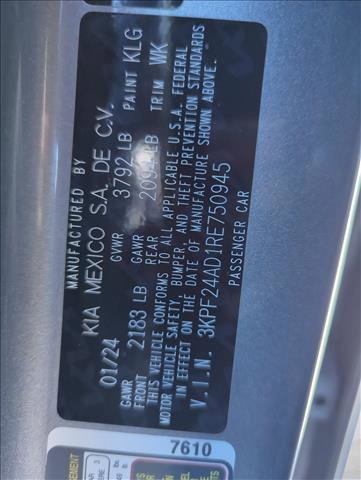 MANUFACTURED BY
KIA MEXICO S.A. DE C.V.
01/24 GVWR 3792 LB PAINT KLG
GAWR FRONT 2183 LB GAWR REAR LB TRIM WK
THIS VEHICLE CONFORMS TO ALL APPLICABLE U.S.A. FEDERAL
MOTOR VEHICLE SAFETY, BUMPER, AND THEFT PREVENTION STANDARDS
IN EFFECT ON THE DATE OF MANUFACTURE SHOWN ABOVE.
V.I.N. 3KPF24AD1RE750945
PASSENGER CAR
7610